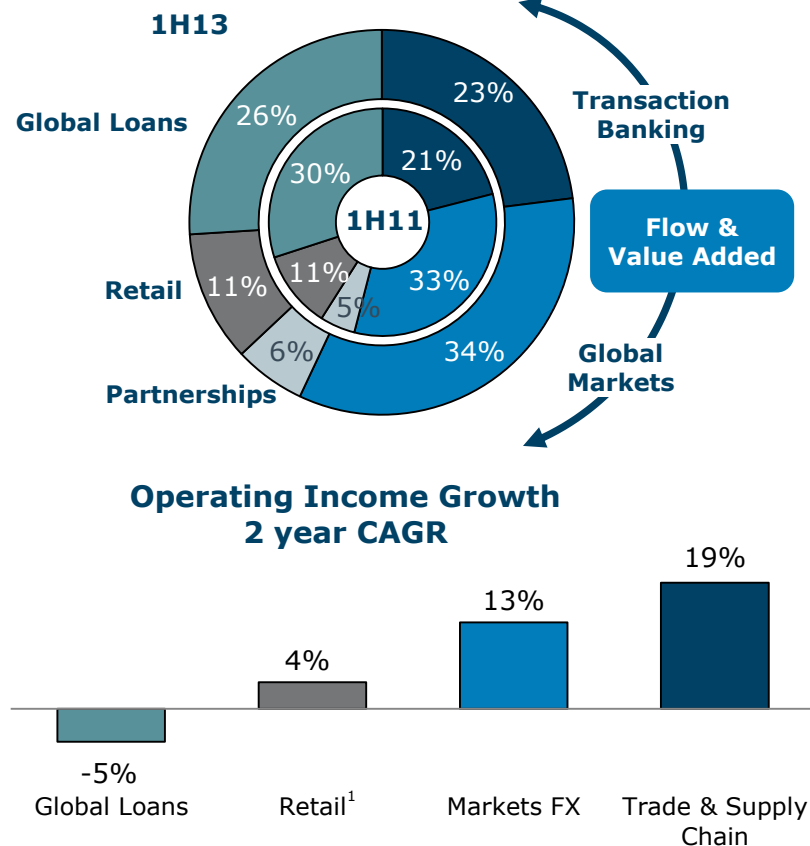 1H13
Global Loans
26%
23%
Transaction
Banking
30%
21%
1H11
Flow &
Value Added
Retail
11%
11%
33%
5%
6%
34%
Partnerships
Global
Markets
Operating Income Growth
2 year CAGR
-5%
4%
13%
19%
Global Loans
Retail¹
Markets FX
Trade & Supply
Chain